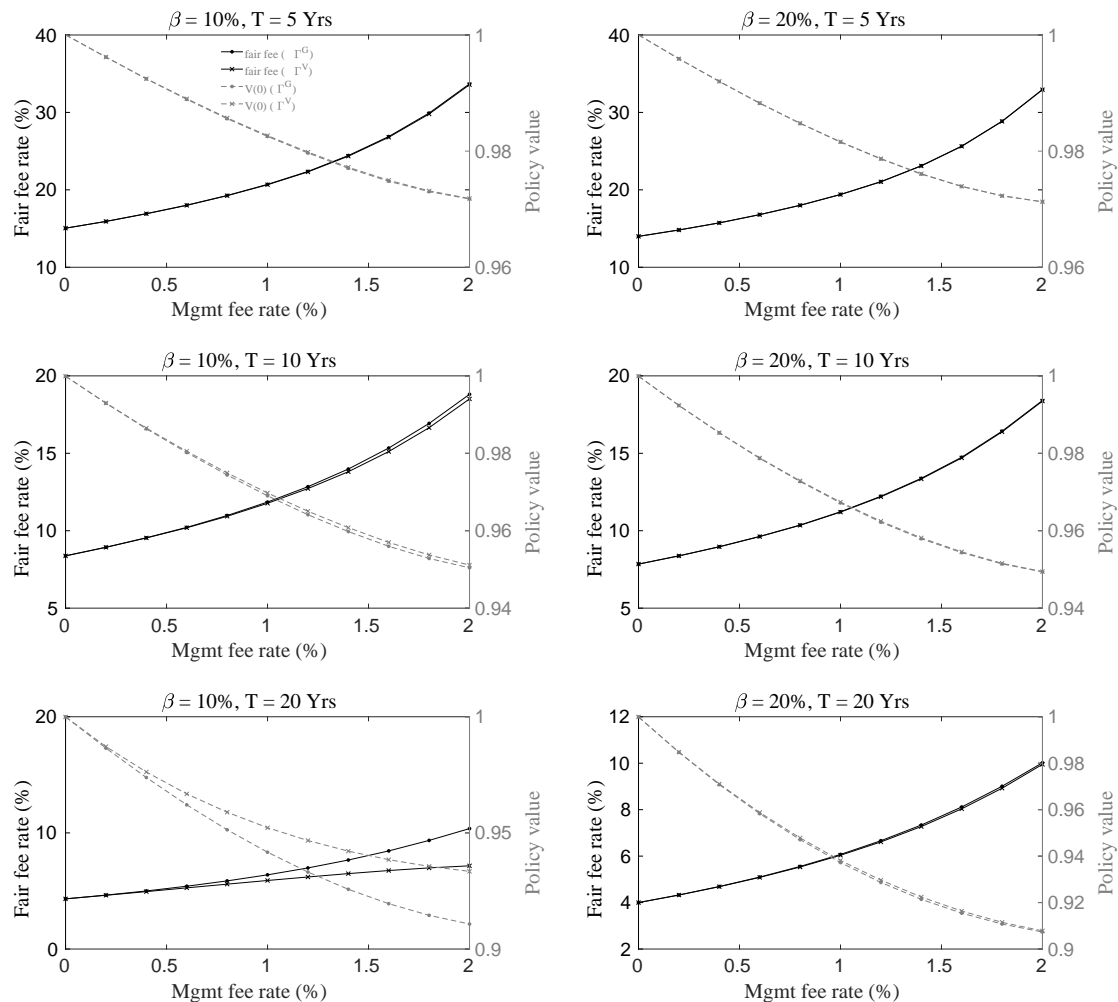 β = 10%, T = 5 Yrs
40
30
20
10
Fair fee rate (%)
fair fee ( Γ^G)
fair fee ( Γ^V)
V(0) ( Γ^G)
V(0) ( Γ^V)
1
0.98
0.96
Policy value
0 0.5 1 1.5 2
Mgmt fee rate (%)
β = 20%, T = 5 Yrs
40
30
20
10
Fair fee rate (%)
1
0.98
0.96
Policy value
0 0.5 1 1.5 2
Mgmt fee rate (%)
β = 10%, T = 10 Yrs
20
15
10
5
Fair fee rate (%)
1
0.98
0.96
0.94
Policy value
0 0.5 1 1.5 2
Mgmt fee rate (%)
β = 20%, T = 10 Yrs
20
15
10
5
Fair fee rate (%)
1
0.98
0.96
0.94
Policy value
0 0.5 1 1.5 2
Mgmt fee rate (%)
β = 10%, T = 20 Yrs
20
10
0
Fair fee rate (%)
1
0.95
0.9
Policy value
0 0.5 1 1.5 2
Mgmt fee rate (%)
β = 20%, T = 20 Yrs
12
10
8
6
4
2
Fair fee rate (%)
1
0.98
0.96
0.94
0.92
0.9
Policy value
0 0.5 1 1.5 2
Mgmt fee rate (%)